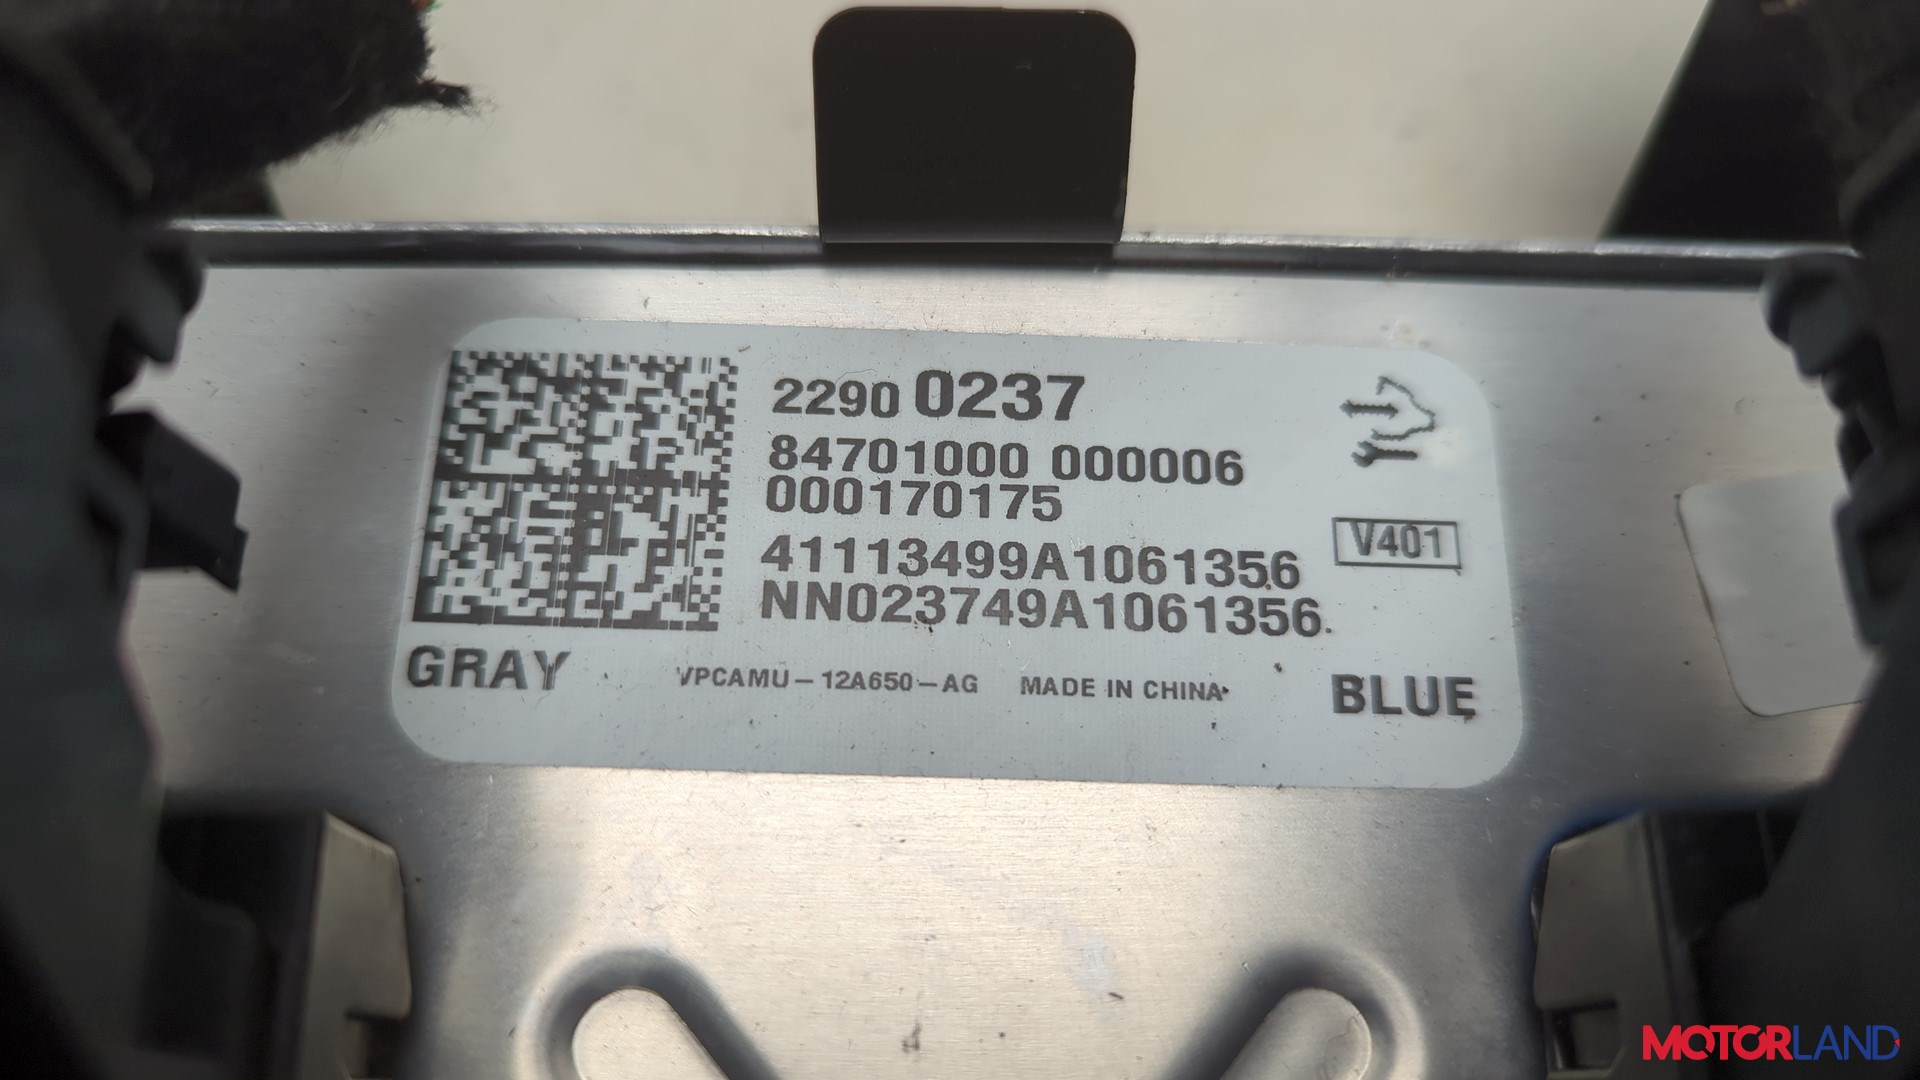 2290 0237
84701000 000006
000170175
41113499A1061356
NN023749A1061356
V401
GRAY
VPCAMU-12A650-AG
MADE IN CHINA
BLUE
MOTORLAND